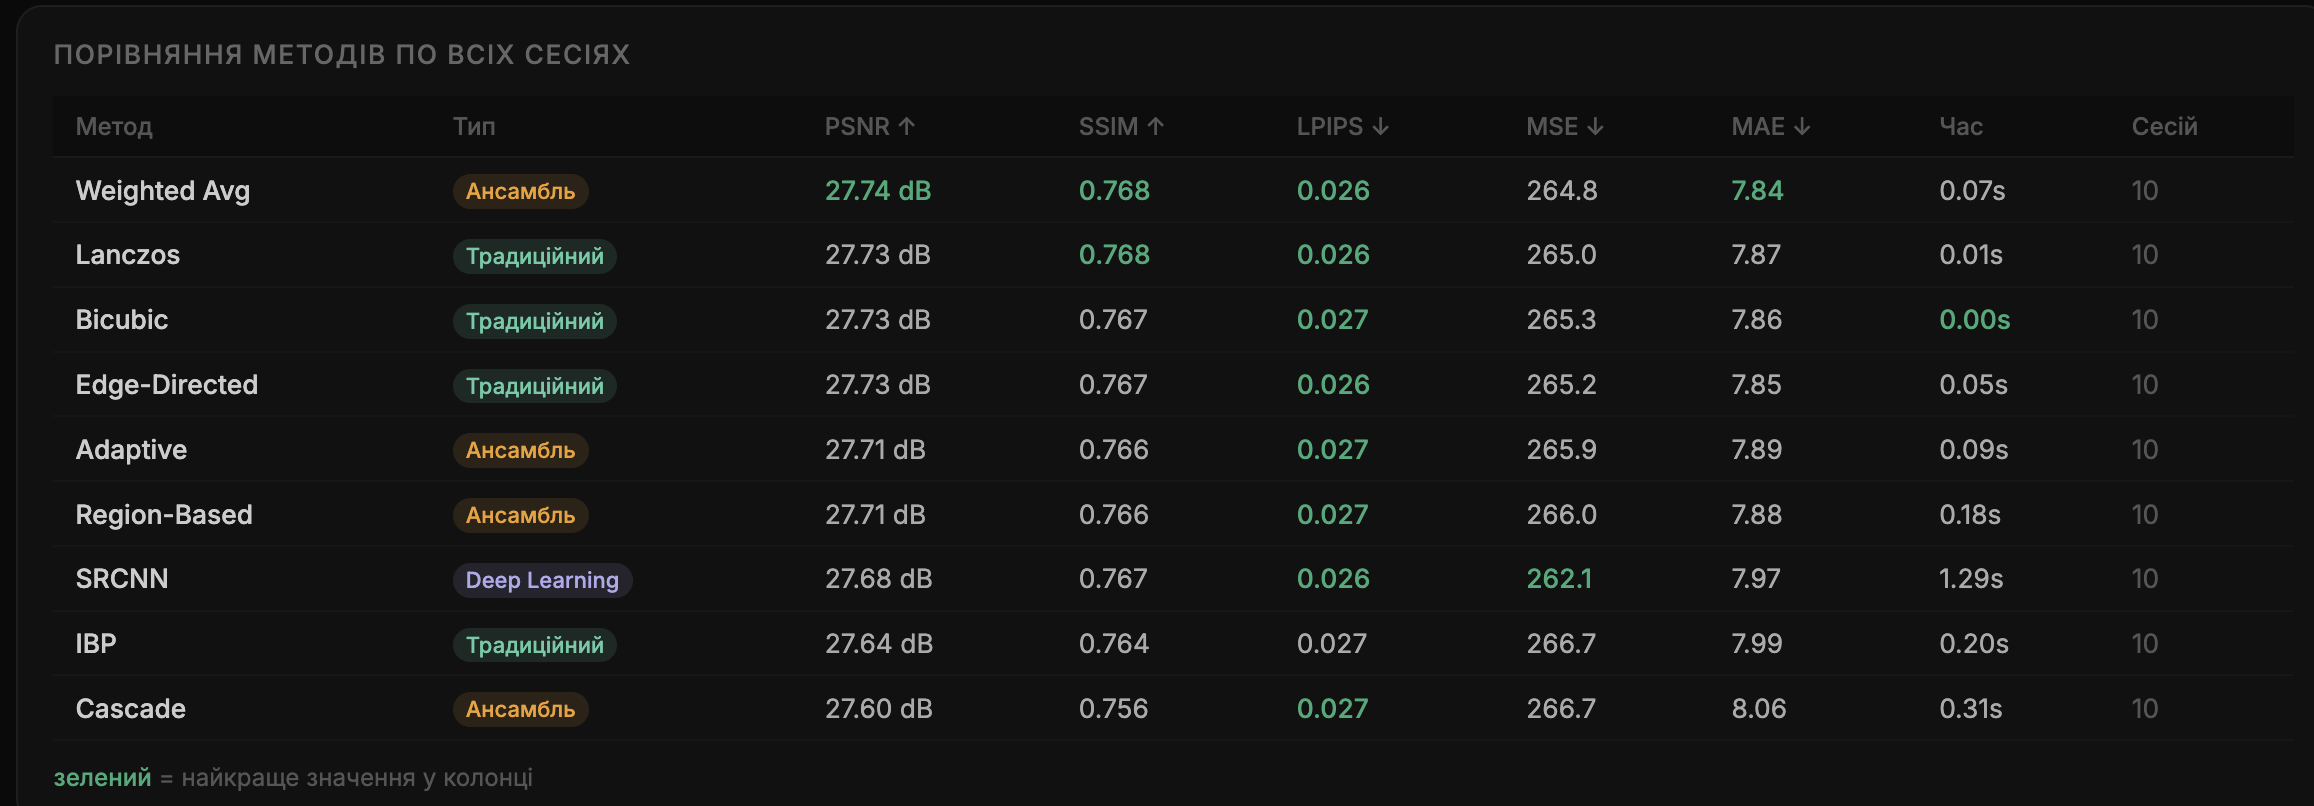 ПОРІВНЯННЯ МЕТОДІВ ПО ВСІХ СЕСІЯХ
Метод Тип PSNR ↑ SSIM ↑ LPIPS ↓ MSE ↓ MAE ↓ Час Сесій
Weighted Avg Ансамбль 27.74 dB 0.768 0.026 264.8 7.84 0.07s 10
Lanczos Традиційний 27.73 dB 0.768 0.026 265.0 7.87 0.01s 10
Bicubic Традиційний 27.73 dB 0.767 0.027 265.3 7.86 0.00s 10
Edge-Directed Традиційний 27.73 dB 0.767 0.026 265.2 7.85 0.05s 10
Adaptive Ансамбль 27.71 dB 0.766 0.027 265.9 7.89 0.09s 10
Region-Based Ансамбль 27.71 dB 0.766 0.027 266.0 7.88 0.18s 10
SRCNN Deep Learning 27.68 dB 0.767 0.026 262.1 7.97 1.29s 10
IBP Традиційний 27.64 dB 0.764 0.027 266.7 7.99 0.20s 10
Cascade Ансамбль 27.60 dB 0.756 0.027 266.7 8.06 0.31s 10
зелений = найкраще значення у колонці